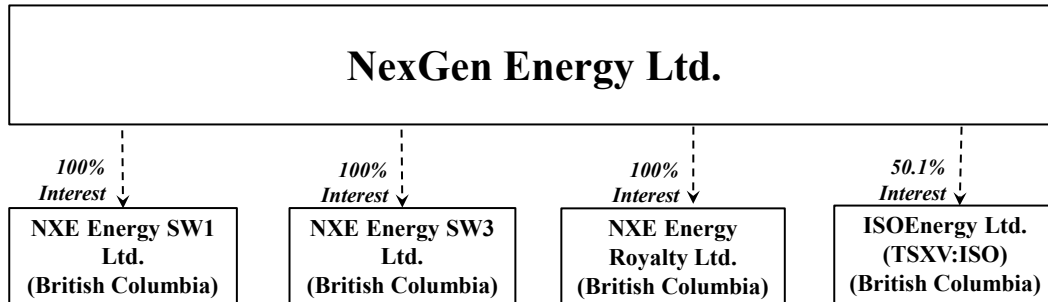 NexGen Energy Ltd.
100%
Interest
100%
Interest
100%
Interest
50.1%
Interest
NXE Energy SW1
Ltd.
(British Columbia)
NXE Energy SW3
Ltd.
(British Columbia)
NXE Energy
Royalty Ltd.
(British Columbia)
ISOEnergy Ltd.
(TSXV:ISO)
(British Columbia)